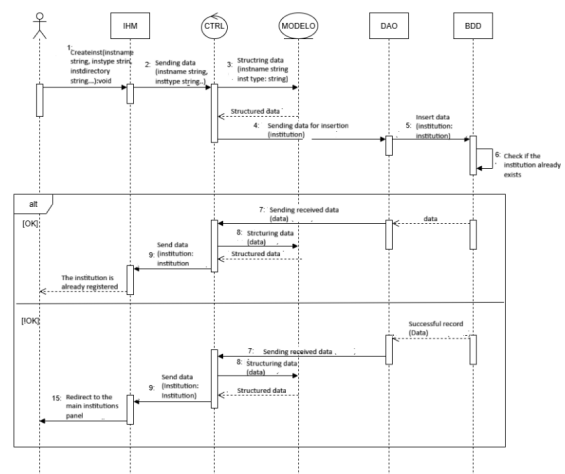 IHM
CTRL
MODELO
DAO
BDD
1:
Createinst(instname
string, instype strin,
instdirectory
string...):void
2: Sending data
(instname string,
insttype string..)
3: Structring data
(instname string
inst type: string)
Structured data
4: Sending data for insertion
(institution)
5: Insert data
(institution:
institution)
6: Check if the
institution already
exists
alt
[OK]
7: Sending received data
(data)
data
8: Strcturing data
(data)
Structured data
9: Send data
(institution:
institution
The institution is
already registered
[!OK]
Successful record
(Data)
7: Sending received data
8: Structuring data
(data)
Structured data
9: Send data
(institution:
Institution)
15: Redirect to the
main institutions
panel